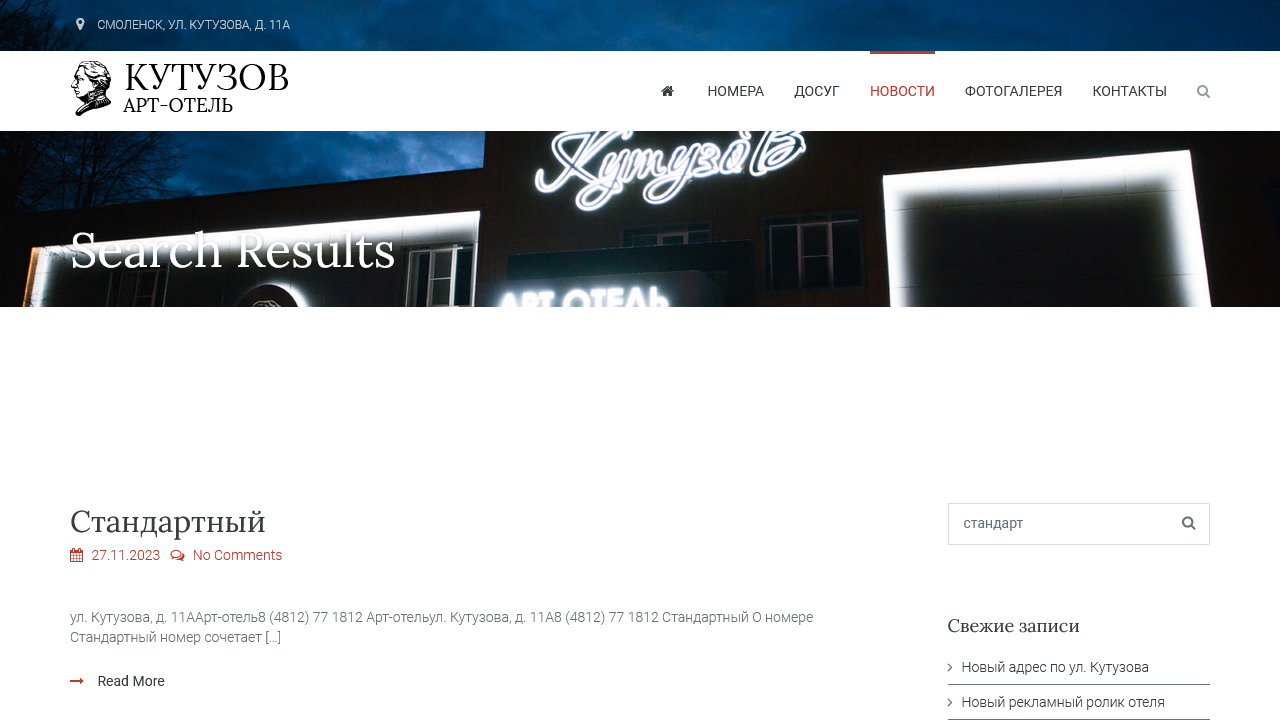 СМОЛЕНСК, УЛ. КУТУЗОВА, Д. 11А
КУТУЗОВ
АРТ-ОТЕЛЬ
НОМЕРА ДОСУГ НОВОСТИ ФОТОГАЛЕРЕЯ КОНТАКТЫ
Кутузовъ
Search Results
АРТ ОТЕЛЬ
Стандартный
27.11.2023 No Comments
ул. Кутузова, д. 11ААрт-отель8 (4812) 77 1812 Арт-отельул. Кутузова, д. 11А8 (4812) 77 1812 Стандартный О номере
Стандартный номер сочетает [...]
Read More
стандарт
Свежие записи
Новый адрес по ул. Кутузова
Новый рекламный ролик отеля